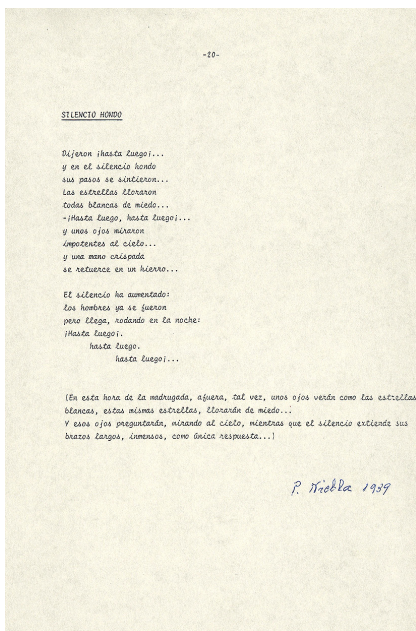 -20-
SILENCIO HONDO
Dijeron ¡hasta luego¡...
y en el silencio hondo
sus pasos se sintieron...
Las estrellas lloraron
todas blancas de miedo...
-¡Hasta luego, hasta luego¡...
y unos ojos miraron
impotentes al cielo...
y una mano crispada
se retuerce en un hierro...
El silencio ha aumentado:
los hombres ya se fueron
pero llega, rodando en la noche:
¡Hasta luego¡.
hasta luego.
hasta luego¡...
(En esta hora de la madrugada, afuera, tal vez, unos ojos verán como las estrellas
blancas, estas mismas estrellas, llorarán de miedo...
Y esos ojos preguntarán, mirando al cielo, mientras que el silencio extiende sus
brazos largos, inmensos, como única respuesta...)
P. Niebla 1939